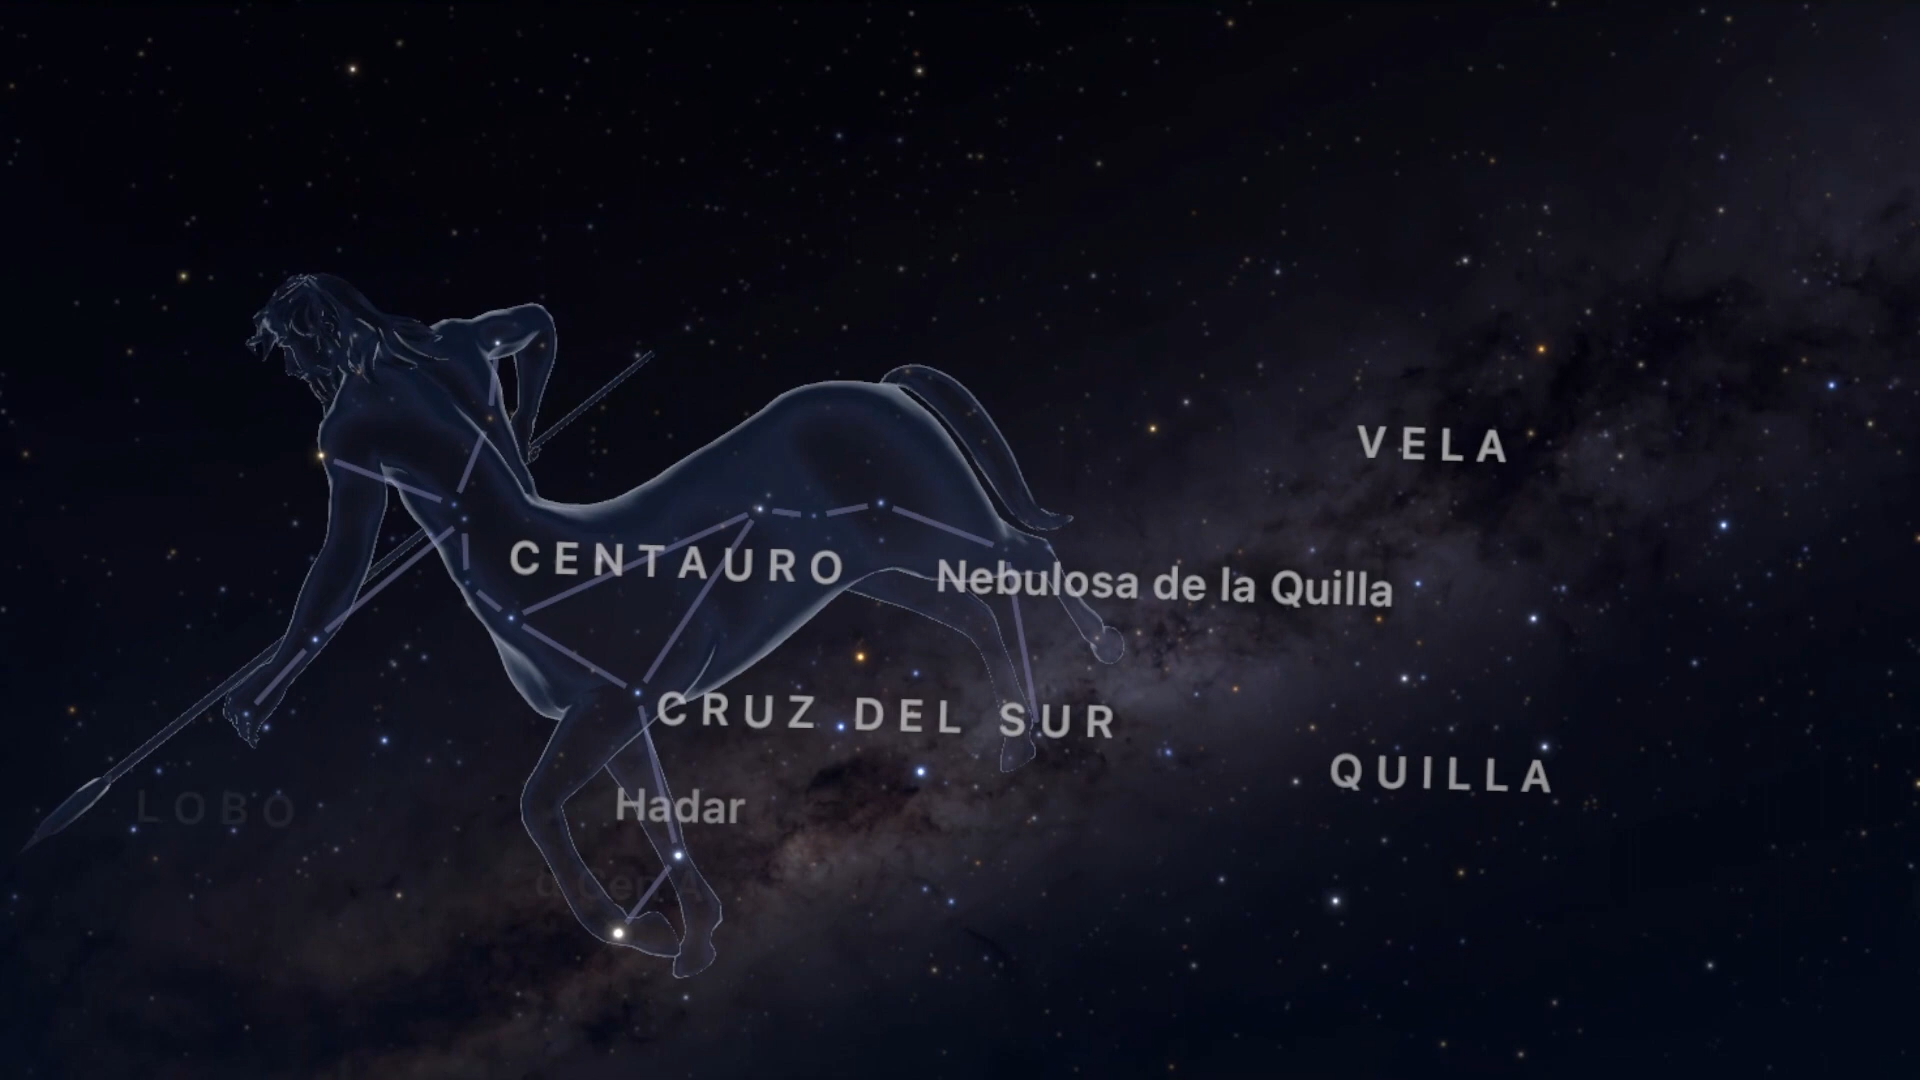 VELA
CENTAURO
Nebulosa de la Quilla
CRUZ DEL SUR
QUILLA
Hadar
LOBO